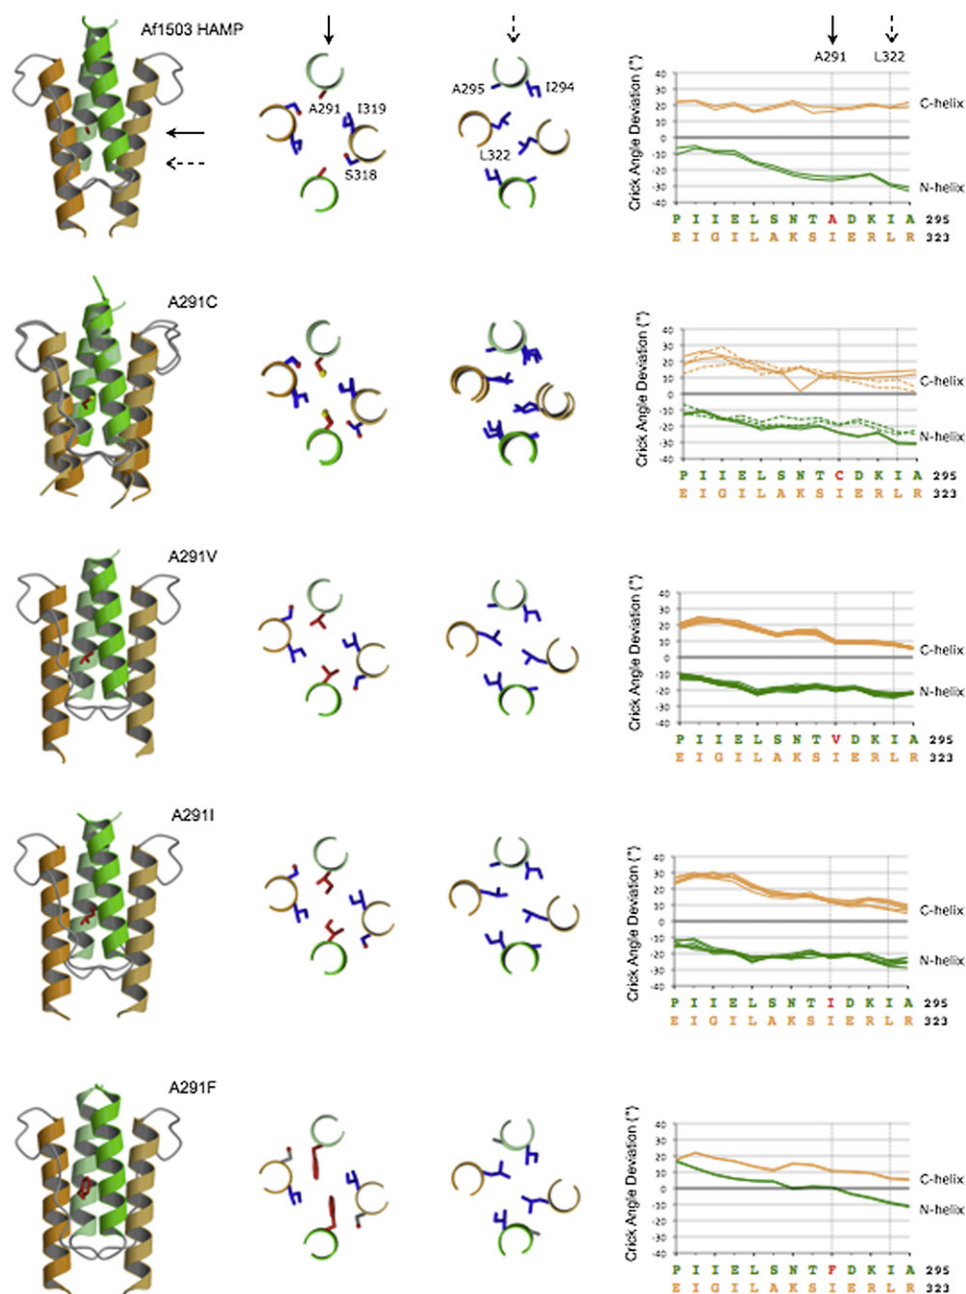 Af1503 HAMP
A291 I319
S318
A295 I294
L322
A291 L322
Crick Angle Deviation (°)
40
30
20
10
0
-10
-20
-30
-40
C-helix
N-helix
P I I E L S N T A D K I A 295
E I G I L A K S I E R L R 323
A291C
Crick Angle Deviation (°)
40
30
20
10
0
-10
-20
-30
-40
C-helix
N-helix
P I I E L S N T C D K I A 295
E I G I L A K S I E R L R 323
A291V
Crick Angle Deviation (°)
40
30
20
10
0
-10
-20
-30
-40
C-helix
N-helix
P I I E L S N T V D K I A 295
E I G I L A K S I E R L R 323
A291I
Crick Angle Deviation (°)
40
30
20
10
0
-10
-20
-30
-40
C-helix
N-helix
P I I E L S N T I D K I A 295
E I G I L A K S I E R L R 323
A291F
Crick Angle Deviation (°)
40
30
20
10
0
-10
-20
-30
-40
C-helix
N-helix
P I I E L S N T F D K I A 295
E I G I L A K S I E R L R 323